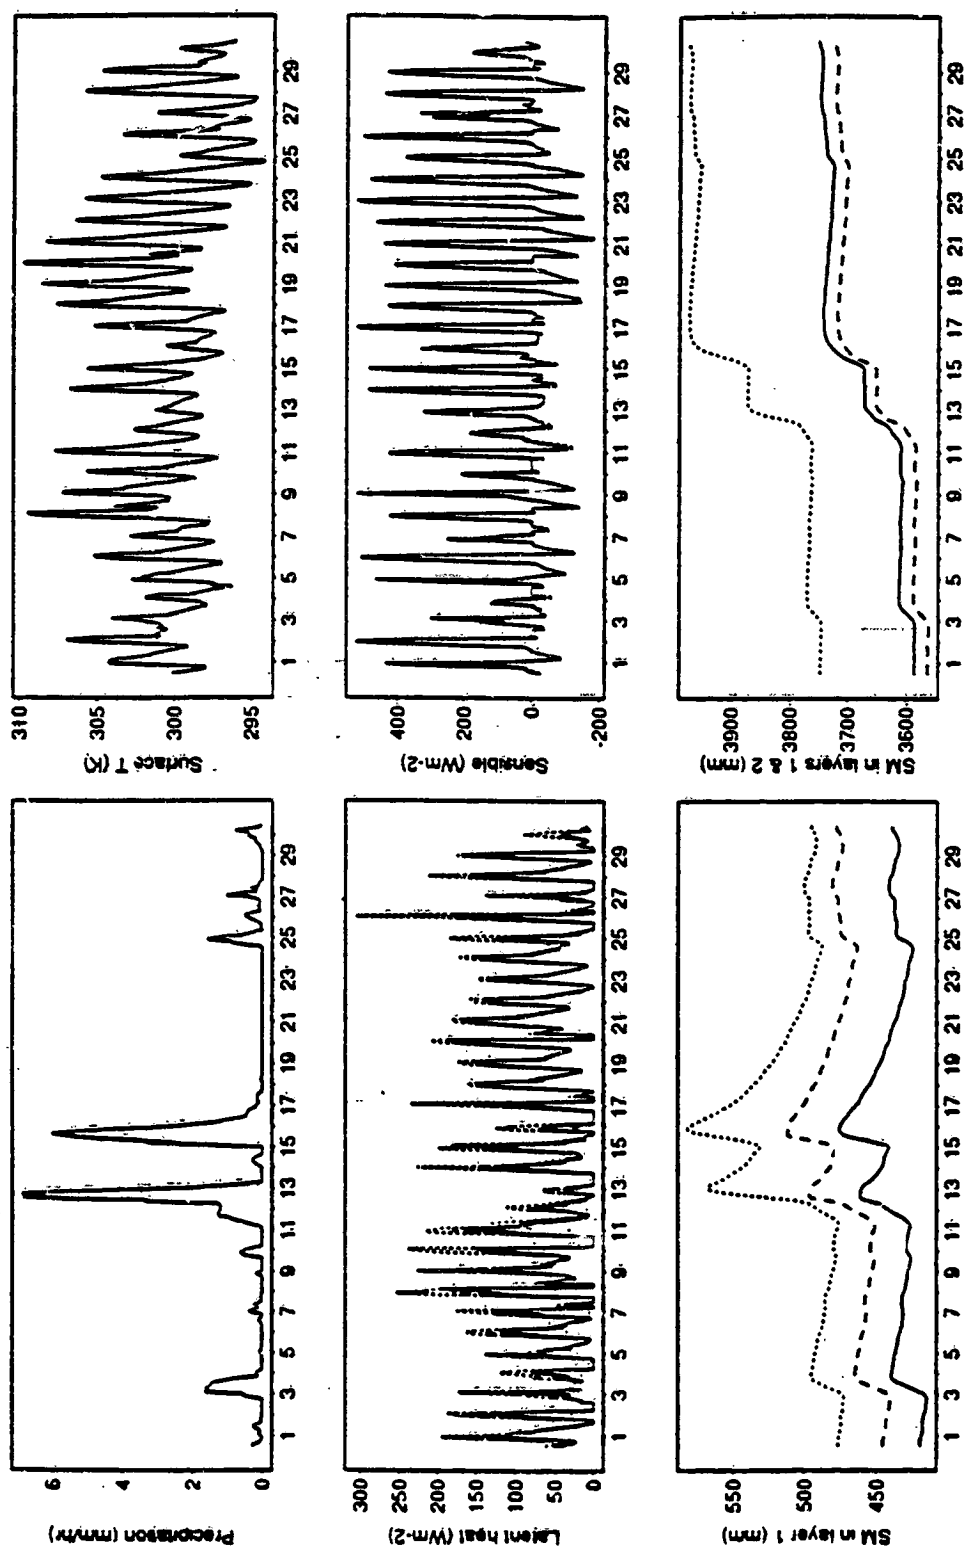 Precipitation (mm/hr)
6
4
2
0
1 3 5 7 9 11 13 15 17 19 21 23 25 27 29
Surface T (K)
310
305
300
295
1 3 5 7 9 11 13 15 17 19 21 23 25 27 29
Latent heat (Wm-2)
300
250
200
150
100
50
0
1 3 5 7 9 11 13 15 17 19 21 23 25 27 29
Sensible (Wm-2)
400
200
0
-200
1 3 5 7 9 11 13 15 17 19 21 23 25 27 29
SM in layer 1 (mm)
550
450
1 3 5 7 9 11 13 15 17 19 21 23 25 27 29
SM in layers 1 & 2 (mm)
3900
3800
3700
3600
1 3 5 7 9 11 13 15 17 19 21 23 25 27 29